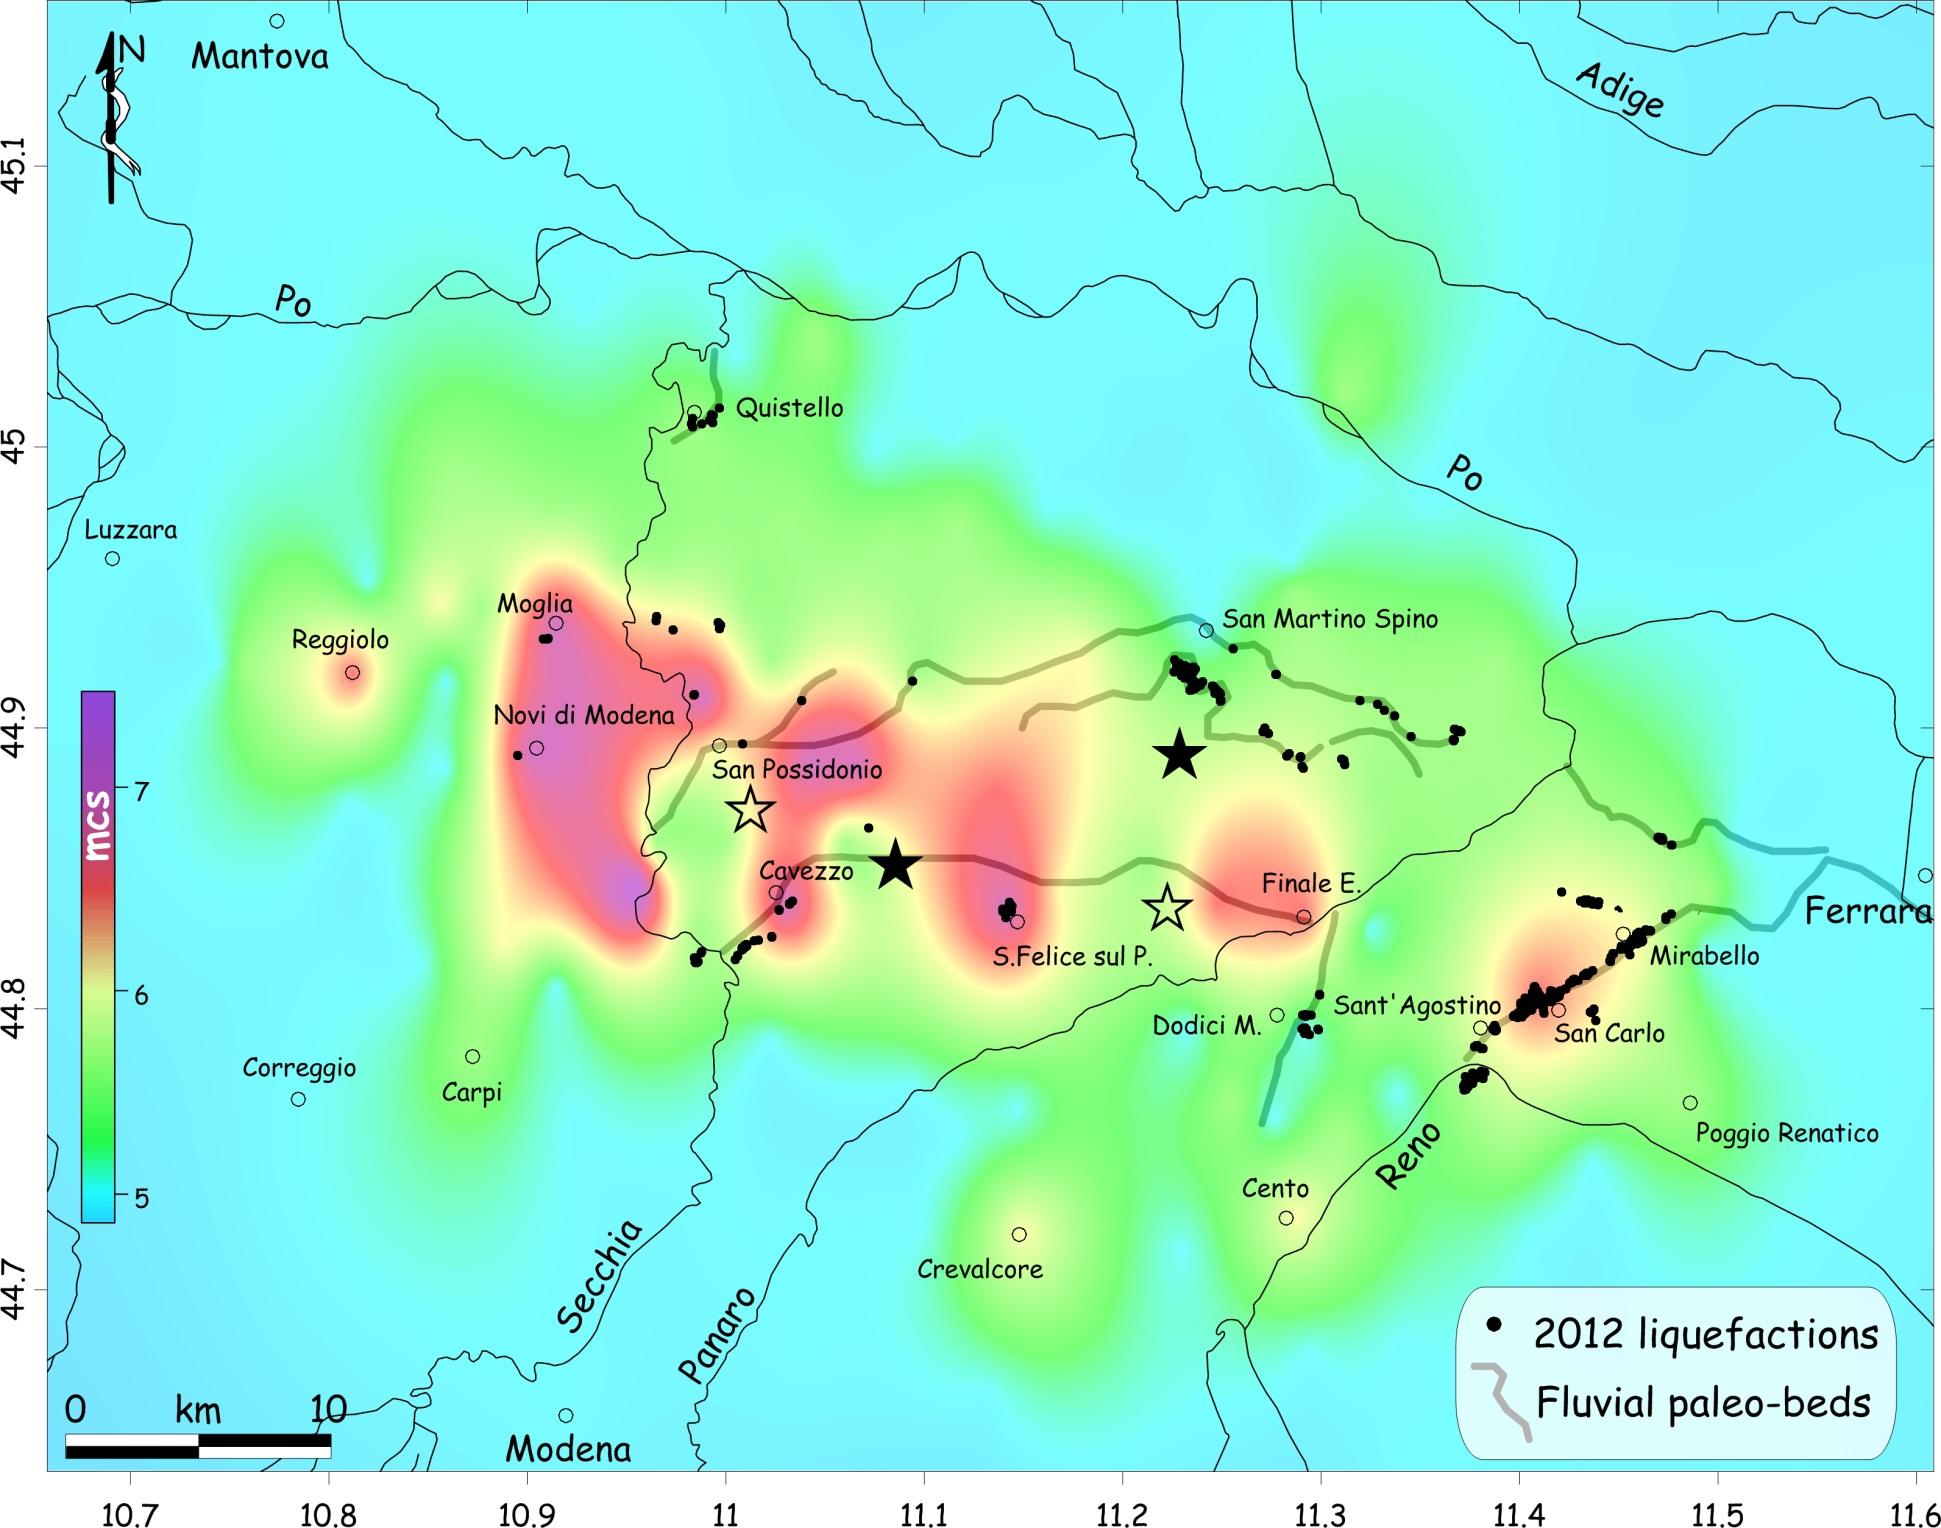 N
Mantova
Adige
45.1
Po
Quistello
45
Po
Luzzara
Moglia
San Martino Spino
Reggiolo
Novi di Modena
44.9
San Possidonio
7
mcs
Cavezzo
Finale E.
Ferrara
S.Felice sul P.
Mirabello
6
Sant'Agostino
44.8
Dodici M.
San Carlo
Correggio
Carpi
Poggio Renatico
Reno
Cento
5
Crevalcore
Secchia
44.7
Panaro
2012 liquefactions
Fluvial paleo-beds
0 km 10
Modena
10.7 10.8 10.9 11 11.1 11.2 11.3 11.4 11.5 11.6